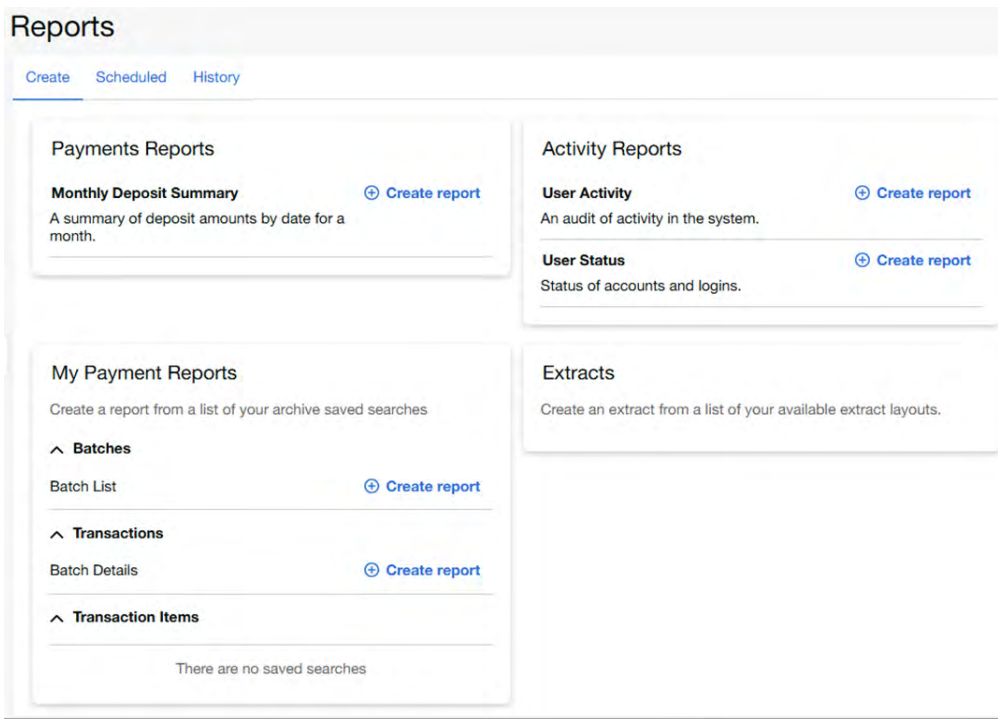 Reports
Create Scheduled History
Payments Reports
Monthly Deposit Summary Create report
A summary of deposit amounts by date for a
month.
Activity Reports
User Activity Create report
An audit of activity in the system.
User Status Create report
Status of accounts and logins.
My Payment Reports
Create a report from a list of your archive saved searches
Batches
Batch List Create report
Transactions
Batch Details Create report
Transaction Items
There are no saved searches
Extracts
Create an extract from a list of your available extract layouts.